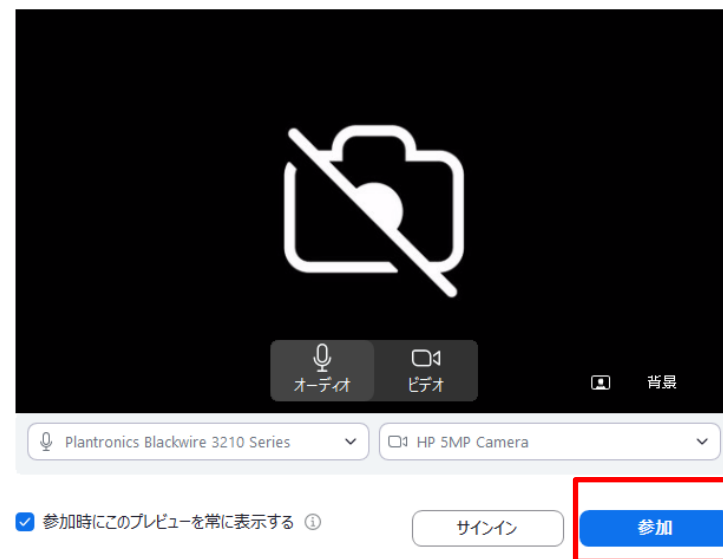 オーディオ
ビデオ
背景
Plantronics Blackwire 3210 Series
HP 5MP Camera
参加時にこのプレビューを常に表示する
サインイン
参加